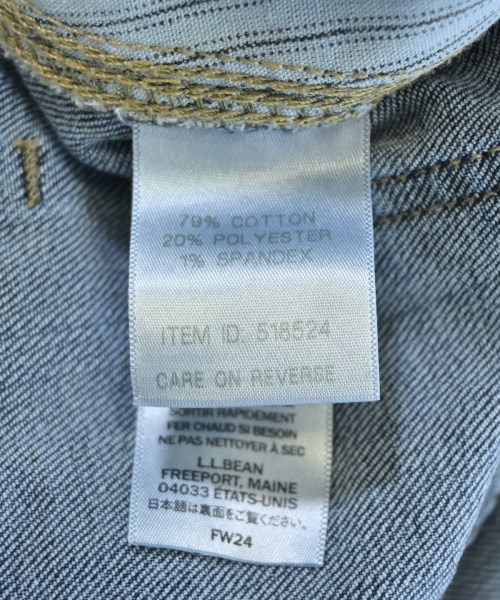 79% COTTON
20% POLYESTER
1% SPANDEX
ITEM ID: 518524
CARE ON REVERSE
SORTIR RAPIDEMENT
FER CHAUD SI BESOIN
NE PAS NETTOYER À SEC
L.L.BEAN
FREEPORT, MAINE
04033 ÉTATS-UNIS
日本語は裏面をご覧ください
FW24